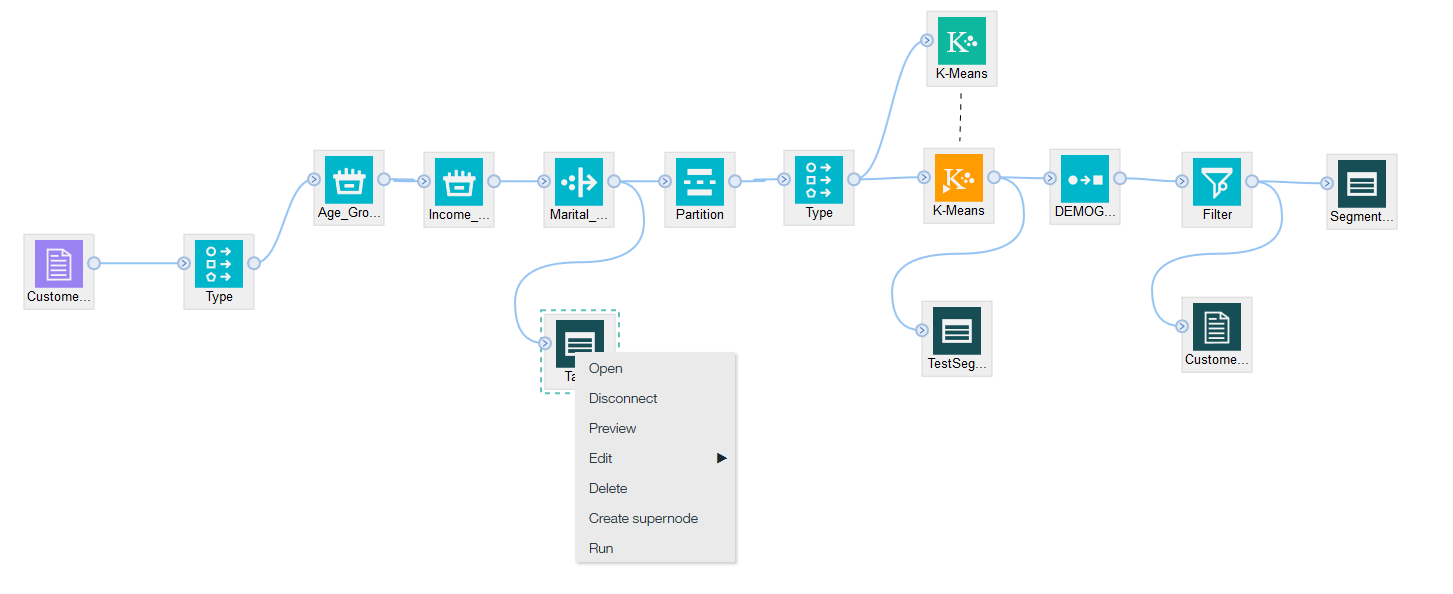 K-Means
Age_Gro...
Income_...
Marital_...
Partition
Type
K-Means
DEMOG...
Filter
Segment...
Custome...
Type
Ta
TestSeg...
Custome...
Open
Disconnect
Preview
Edit
Delete
Create supernode
Run